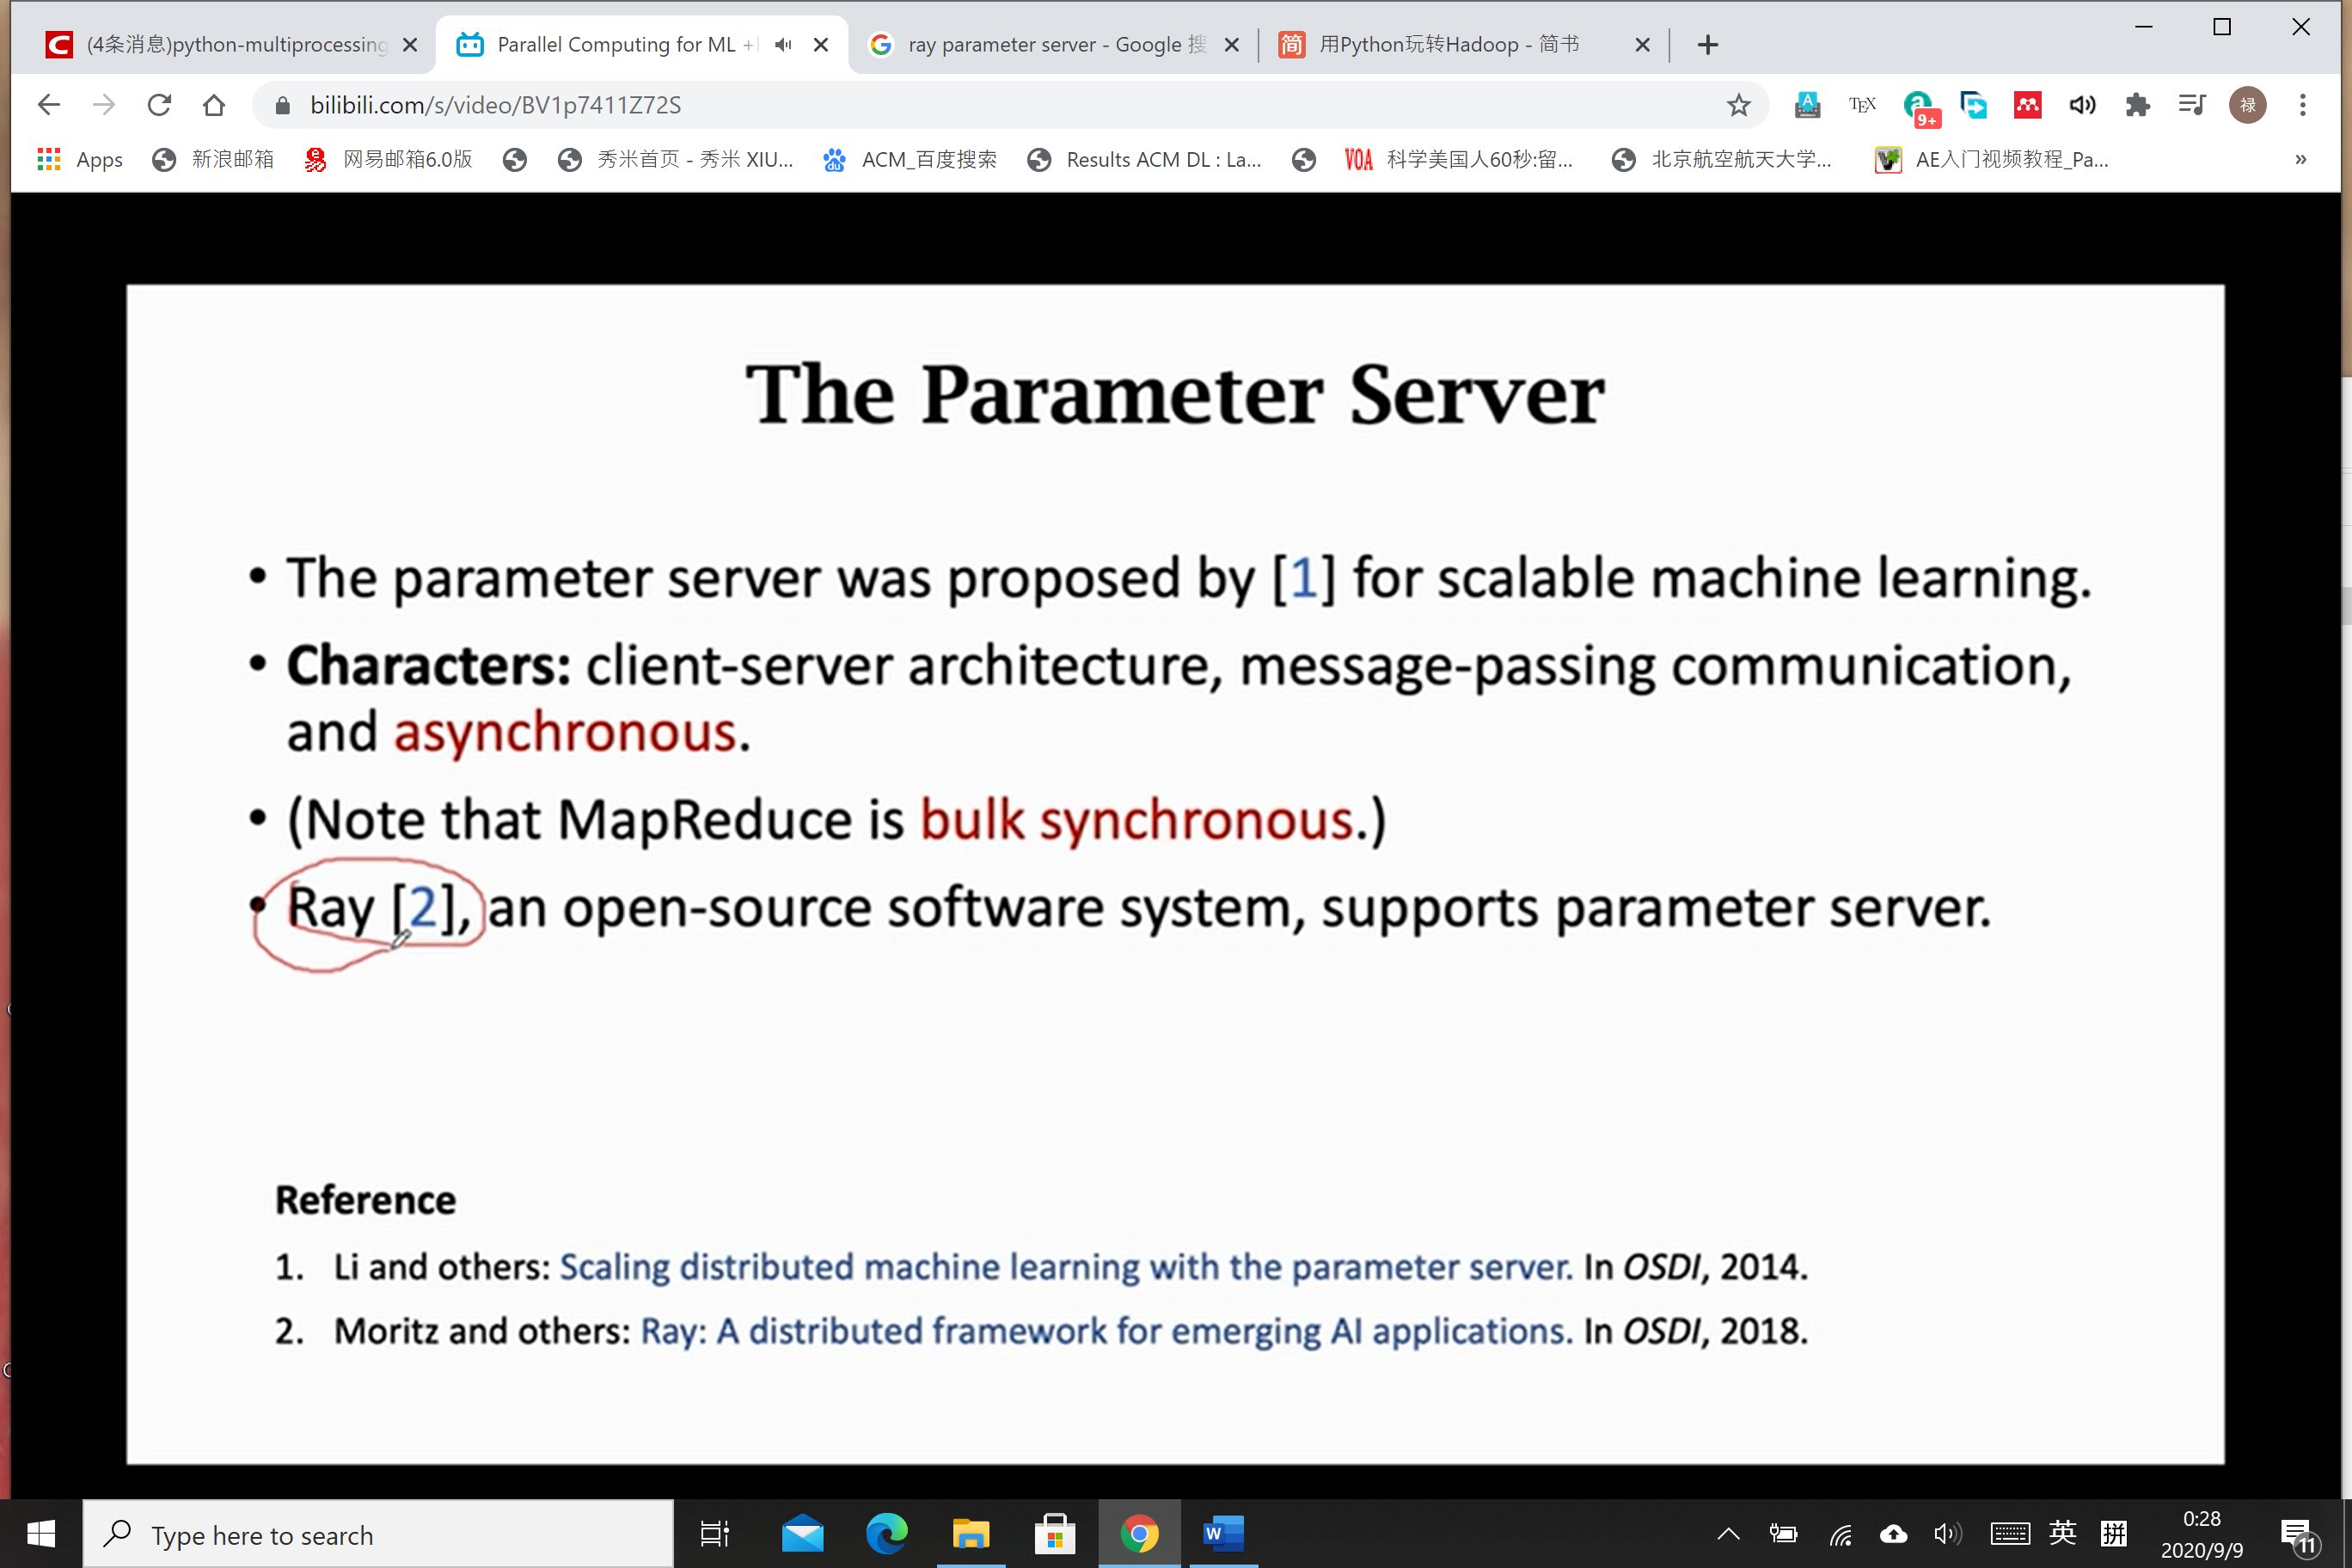 (4条消息)python-multiprocessing
Parallel Computing for ML +
ray parameter server - Google 搜
用Python玩转Hadoop - 简书
bilibili.com/s/video/BV1p7411Z72S
TEX
9+
禄
Apps
新浪邮箱
网易邮箱6.0版
秀米首页 - 秀米 XIU...
ACM_百度搜索
Results ACM DL : La...
VOA
科学美国人60秒:留...
北京航空航天大学...
AE入门视频教程_Pa...
»
The Parameter Server
• The parameter server was proposed by [1] for scalable machine learning.
• Characters: client-server architecture, message-passing communication,
and asynchronous.
• (Note that MapReduce is bulk synchronous.)
• Ray [2], an open-source software system, supports parameter server.
Reference
1. Li and others: Scaling distributed machine learning with the parameter server. In OSDI, 2014.
2. Moritz and others: Ray: A distributed framework for emerging AI applications. In OSDI, 2018.
Type here to search
英
拼
0:28
2020/9/9
11